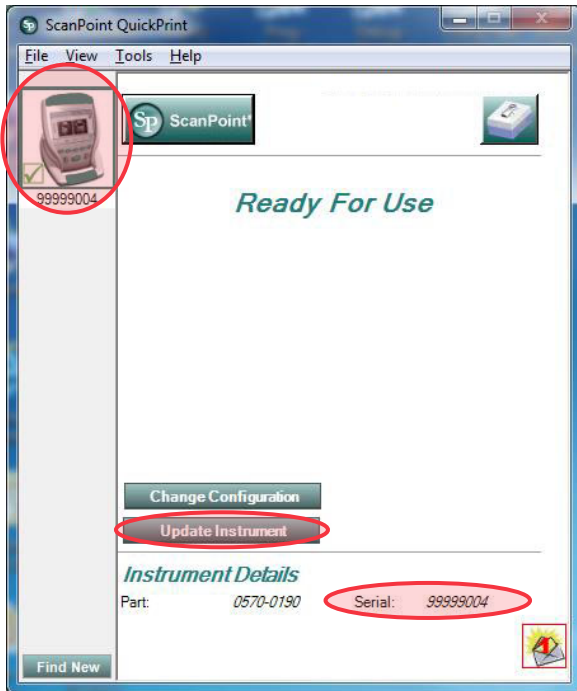 ScanPoint QuickPrint
File View Tools Help
Sp ScanPoint®
99999004
Ready For Use
Change Configuration
Update Instrument
Instrument Details
Part: 0570-0190 Serial: 99999004
Find New